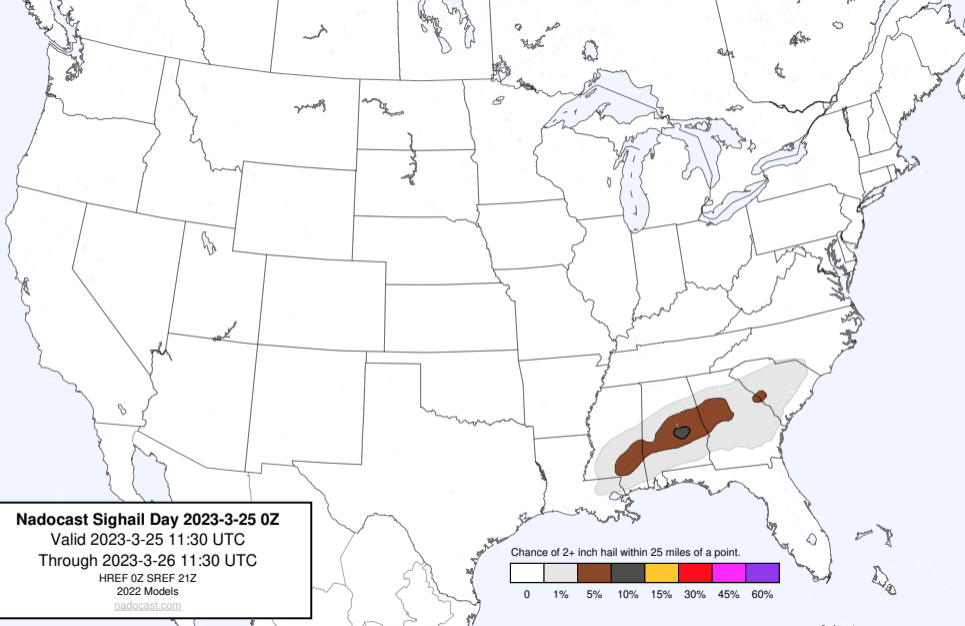 Nadocast Sighail Day 2023-3-25 0Z
Valid 2023-3-25 11:30 UTC
Through 2023-3-26 11:30 UTC
HREF 0Z SREF 21Z
2022 Models
nadocast.com
Chance of 2+ inch hail within 25 miles of a point.
0 1% 5% 10% 15% 30% 45% 60%